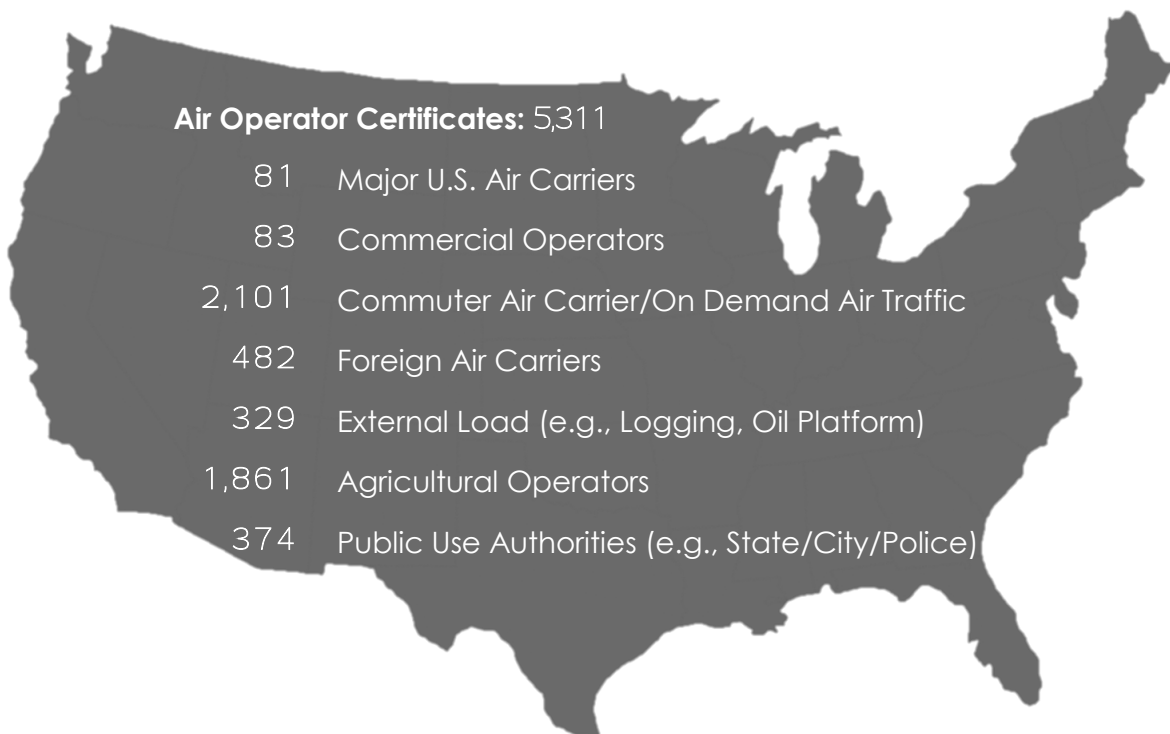 Air Operator Certificates: 5,311
81 Major U.S. Air Carriers
83 Commercial Operators
2,101 Commuter Air Carrier/On Demand Air Traffic
482 Foreign Air Carriers
329 External Load (e.g., Logging, Oil Platform)
1,861 Agricultural Operators
374 Public Use Authorities (e.g., State/City/Police)